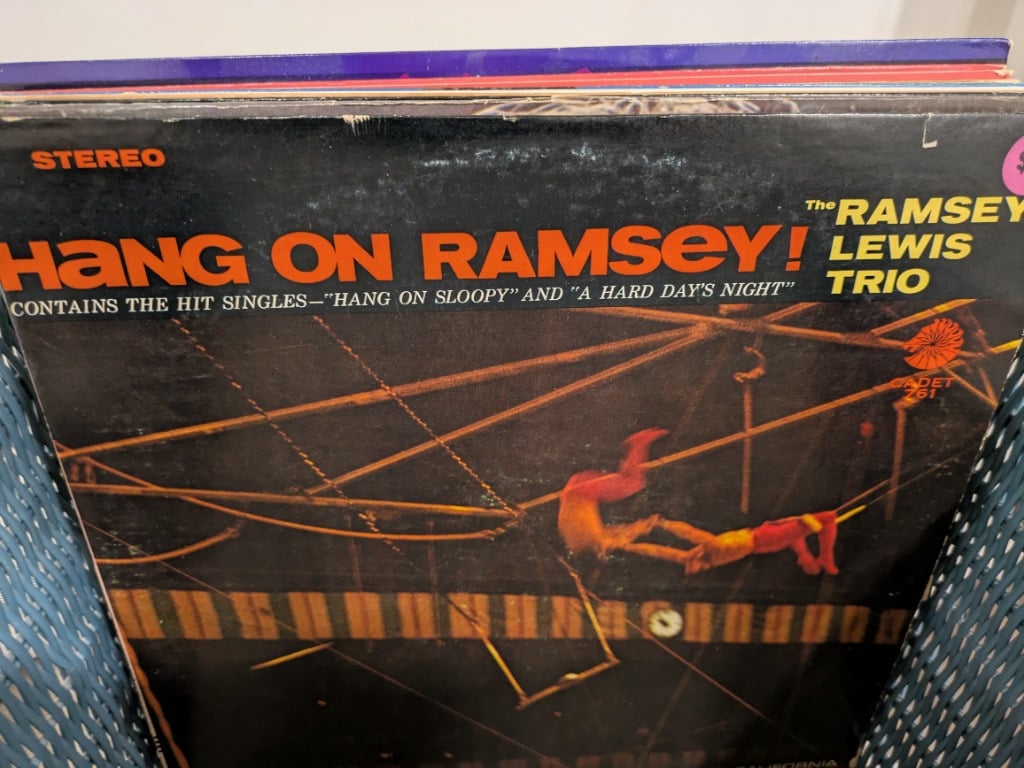 STEREO
HANG ON RAMSEY!
The RAMSEY
LEWIS
TRIO
CONTAINS THE HIT SINGLES—"HANG ON SLOOPY" AND "A HARD DAY'S NIGHT"
CADET
761
CALIFORNIA